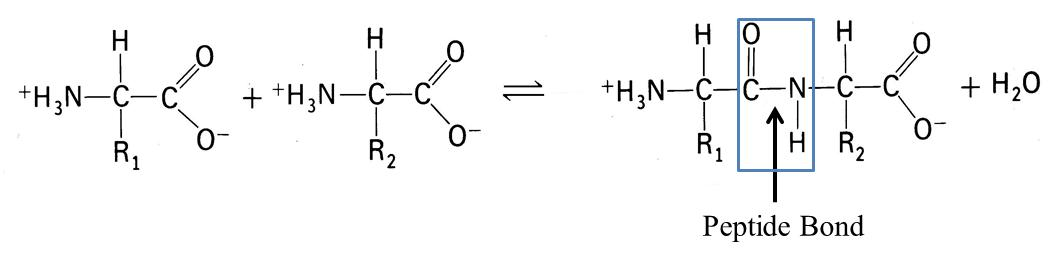 H O H O H O H O
⁺H₃N–C–C + ⁺H₃N–C–C ⇌ ⁺H₃N–C–C–N–C–C + H₂O
R₁ O⁻ R₂ O⁻ R₁ H R₂ O⁻
Peptide Bond